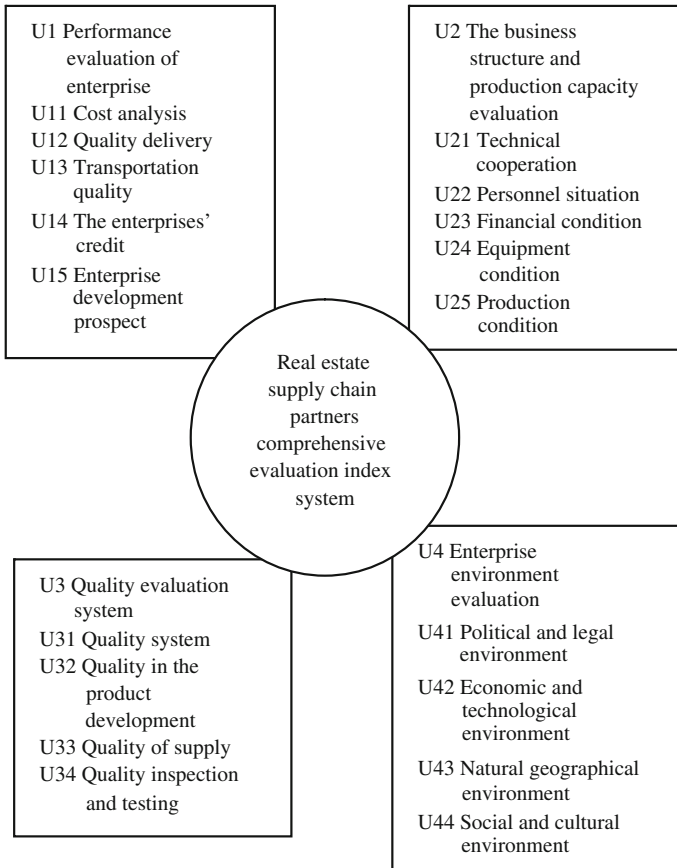 U1 Performance
evaluation of
enterprise
U11 Cost analysis
U12 Quality delivery
U13 Transportation
quality
U14 The enterprises’
credit
U15 Enterprise
development
prospect
U2 The business
structure and
production capacity
evaluation
U21 Technical
cooperation
U22 Personnel situation
U23 Financial condition
U24 Equipment
condition
U25 Production
condition
Real estate
supply chain
partners
comprehensive
evaluation index
system
U3 Quality evaluation
system
U31 Quality system
U32 Quality in the
product
development
U33 Quality of supply
U34 Quality inspection
and testing
U4 Enterprise
environment
evaluation
U41 Political and legal
environment
U42 Economic and
technological
environment
U43 Natural geographical
environment
U44 Social and cultural
environment